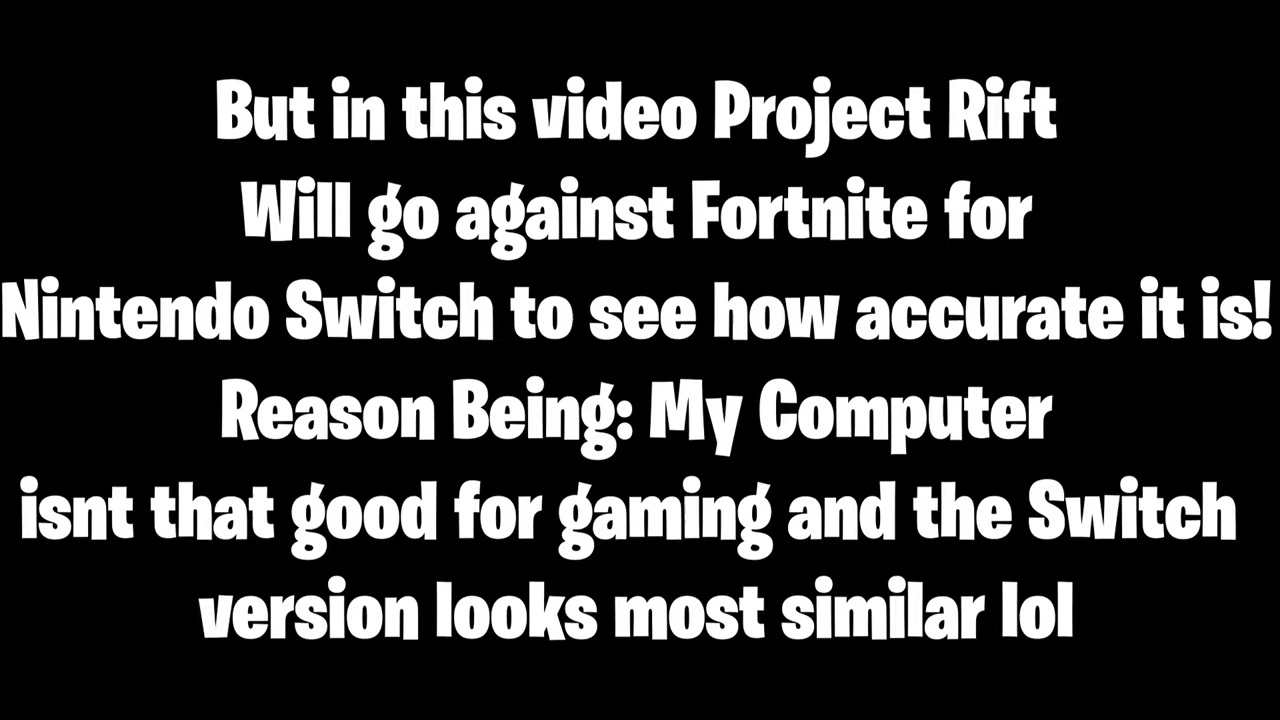 But in this video Project Rift
Will go against Fortnite for
Nintendo Switch to see how accurate it is!
Reason Being: My Computer
isnt that good for gaming and the Switch
version looks most similar lol